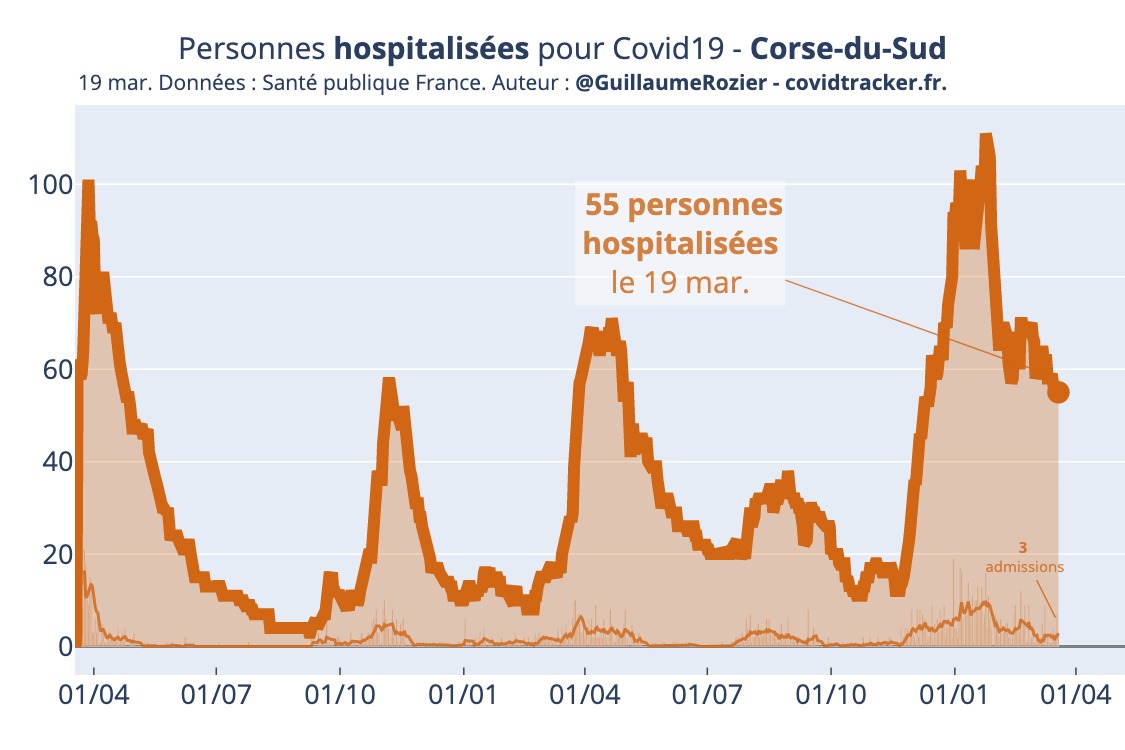 Personnes hospitalisées pour Covid19 - Corse-du-Sud
19 mar. Données : Santé publique France. Auteur : @GuillaumeRozier - covidtracker.fr.
100
80
60
40
20
0
55 personnes
hospitalisées
le 19 mar.
3
admissions
01/04 01/07 01/10 01/01 01/04 01/07 01/10 01/01 01/04